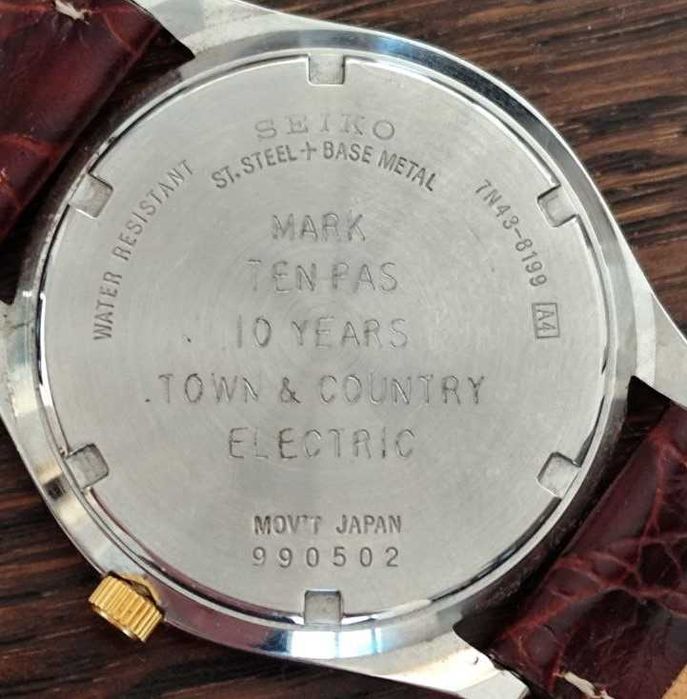 SEIKO
ST. STEEL + BASE METAL
WATER RESISTANT
7N43-8199 A4
MARK
TEN PAS
10 YEARS
TOWN & COUNTRY
ELECTRIC
MOV'T JAPAN
990502